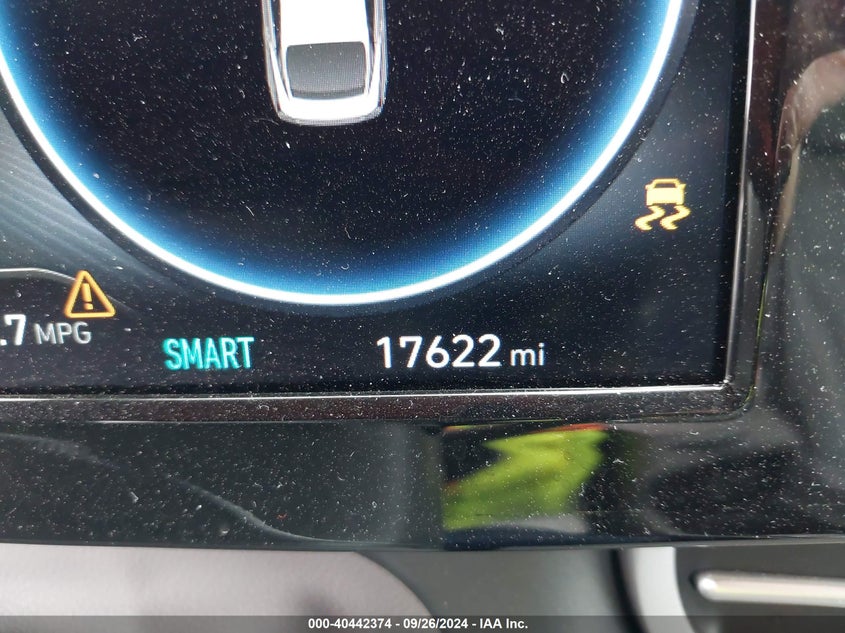 .7 MPG
SMART
17622 mi
000-40442374 - 09/26/2024 - IAA Inc.